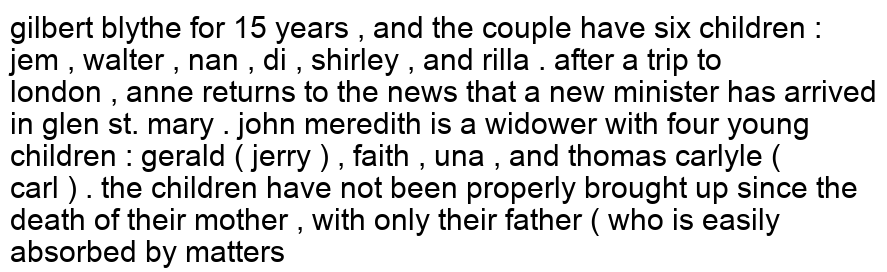 gilbert blythe for 15 years , and the couple have six children :
jem , walter , nan , di , shirley , and rilla . after a trip to
london , anne returns to the news that a new minister has arrived
in glen st. mary . john meredith is a widower with four young
children : gerald ( jerry ) , faith , una , and thomas carlyle (
carl ) . the children have not been properly brought up since the
death of their mother , with only their father ( who is easily
absorbed by matters